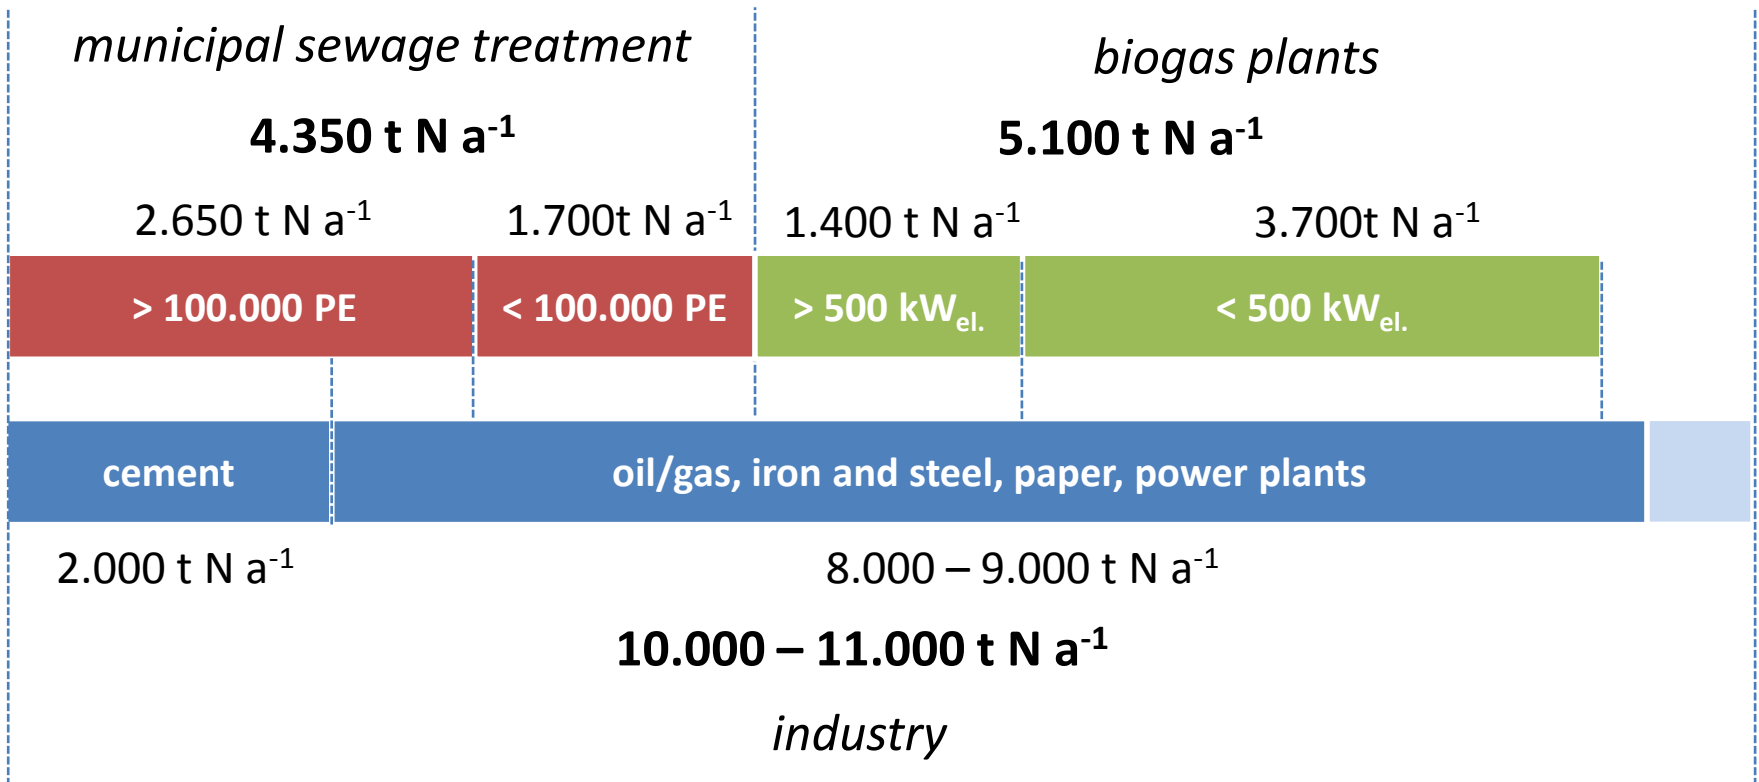 municipal sewage treatment
biogas plants
4.350 t N a⁻¹
5.100 t N a⁻¹
2.650 t N a⁻¹
1.700t N a⁻¹
1.400 t N a⁻¹
3.700t N a⁻¹
> 100.000 PE
< 100.000 PE
> 500 kWel.
< 500 kWel.
cement
oil/gas, iron and steel, paper, power plants
2.000 t N a⁻¹
8.000 – 9.000 t N a⁻¹
10.000 – 11.000 t N a⁻¹
industry